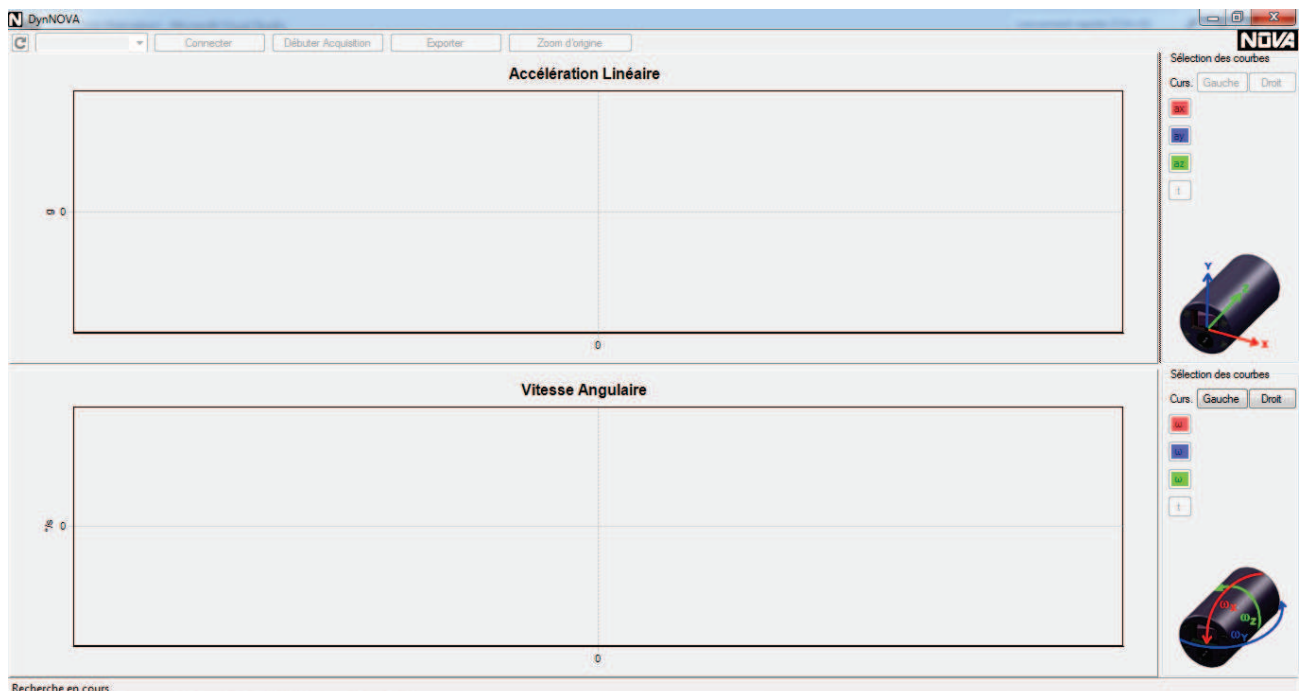 DynNOVA
Connecter Débuter Acquisition Exporter Zoom d'origine
NOVA
Accélération Linéaire
g 0
0
Sélection des courbes
Curs. Gauche Droit
ax
ay
az
t
Y
Z
X
Vitesse Angulaire
°/s 0
0
Sélection des courbes
Curs. Gauche Droit
ω
ω
ω
t
ωX
ωZ
ωY
Recherche en cours